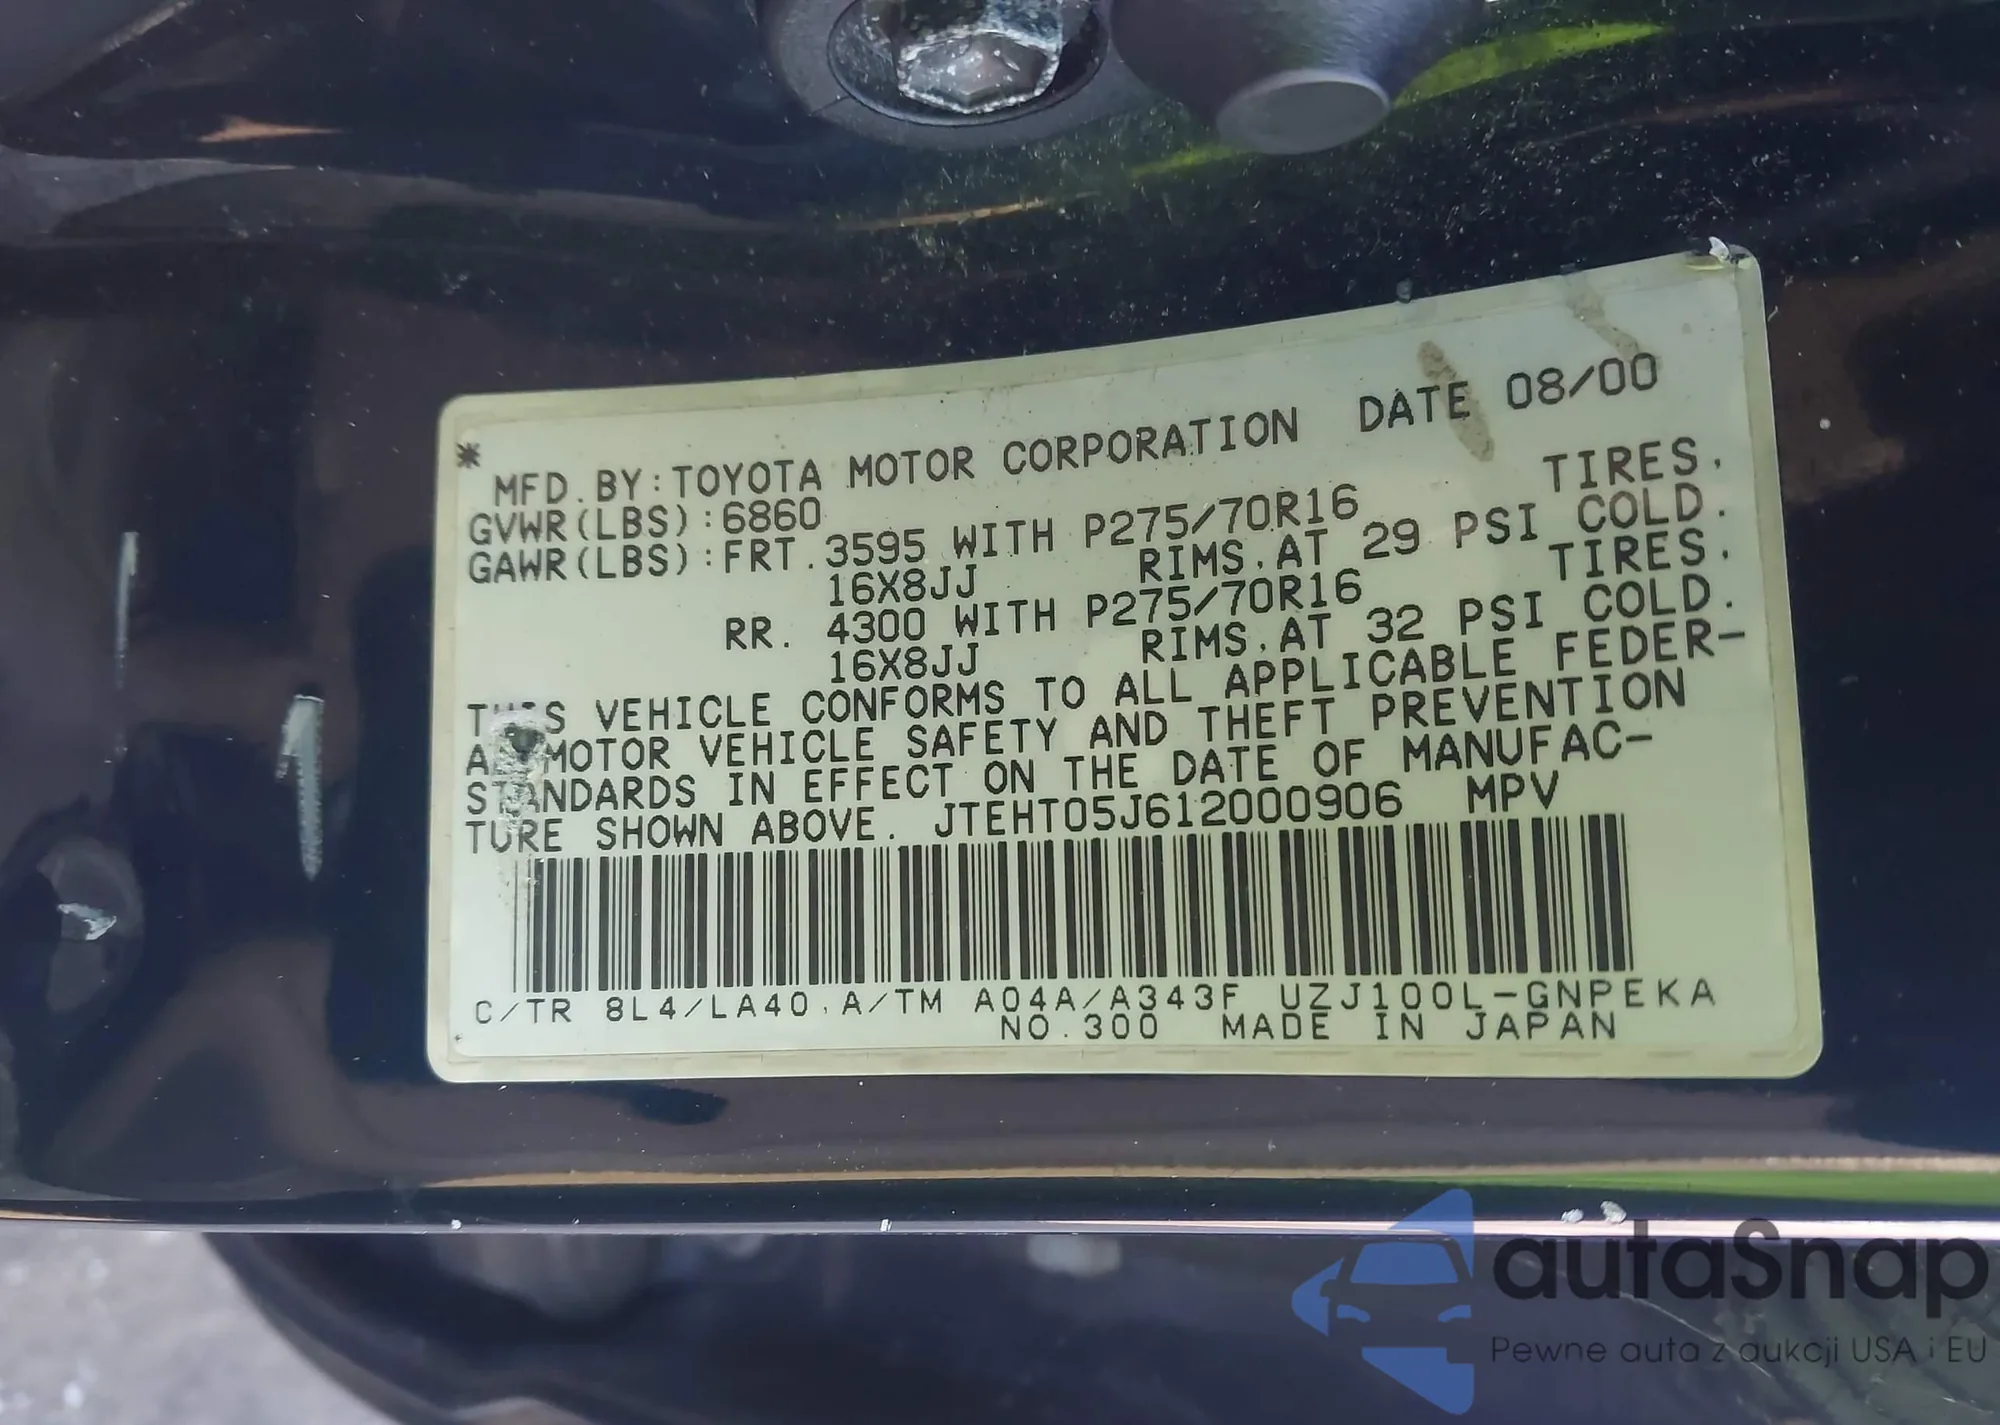 *
MFD.BY:TOYOTA MOTOR CORPORATION DATE 08/00
GVWR(LBS):6860
GAWR(LBS):FRT.3595 WITH P275/70R16 TIRES.
16X8JJ RIMS.AT 29 PSI COLD.
RR. 4300 WITH P275/70R16 TIRES.
16X8JJ RIMS.AT 32 PSI COLD.
THIS VEHICLE CONFORMS TO ALL APPLICABLE FEDER-
AL MOTOR VEHICLE SAFETY AND THEFT PREVENTION
STANDARDS IN EFFECT ON THE DATE OF MANUFAC-
TURE SHOWN ABOVE. JTEHT05J612000906 MPV
C/TR 8L4/LA40.A/TM A04A/A343F UZJ100L-GNPEKA
NO.300 MADE IN JAPAN
autaSnap
Pewne auta z aukcji USA i EU